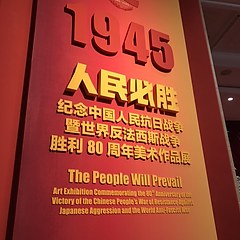 1945
人民必胜
纪念中国人民抗日战争
暨世界反法西斯战争
胜利 80 周年美术作品展
The People Will Prevail
Art Exhibition Commemorating the 80th Anniversary of the
Victory of the Chinese People's War of Resistance Against
Japanese Aggression and the World Anti-Fascist War